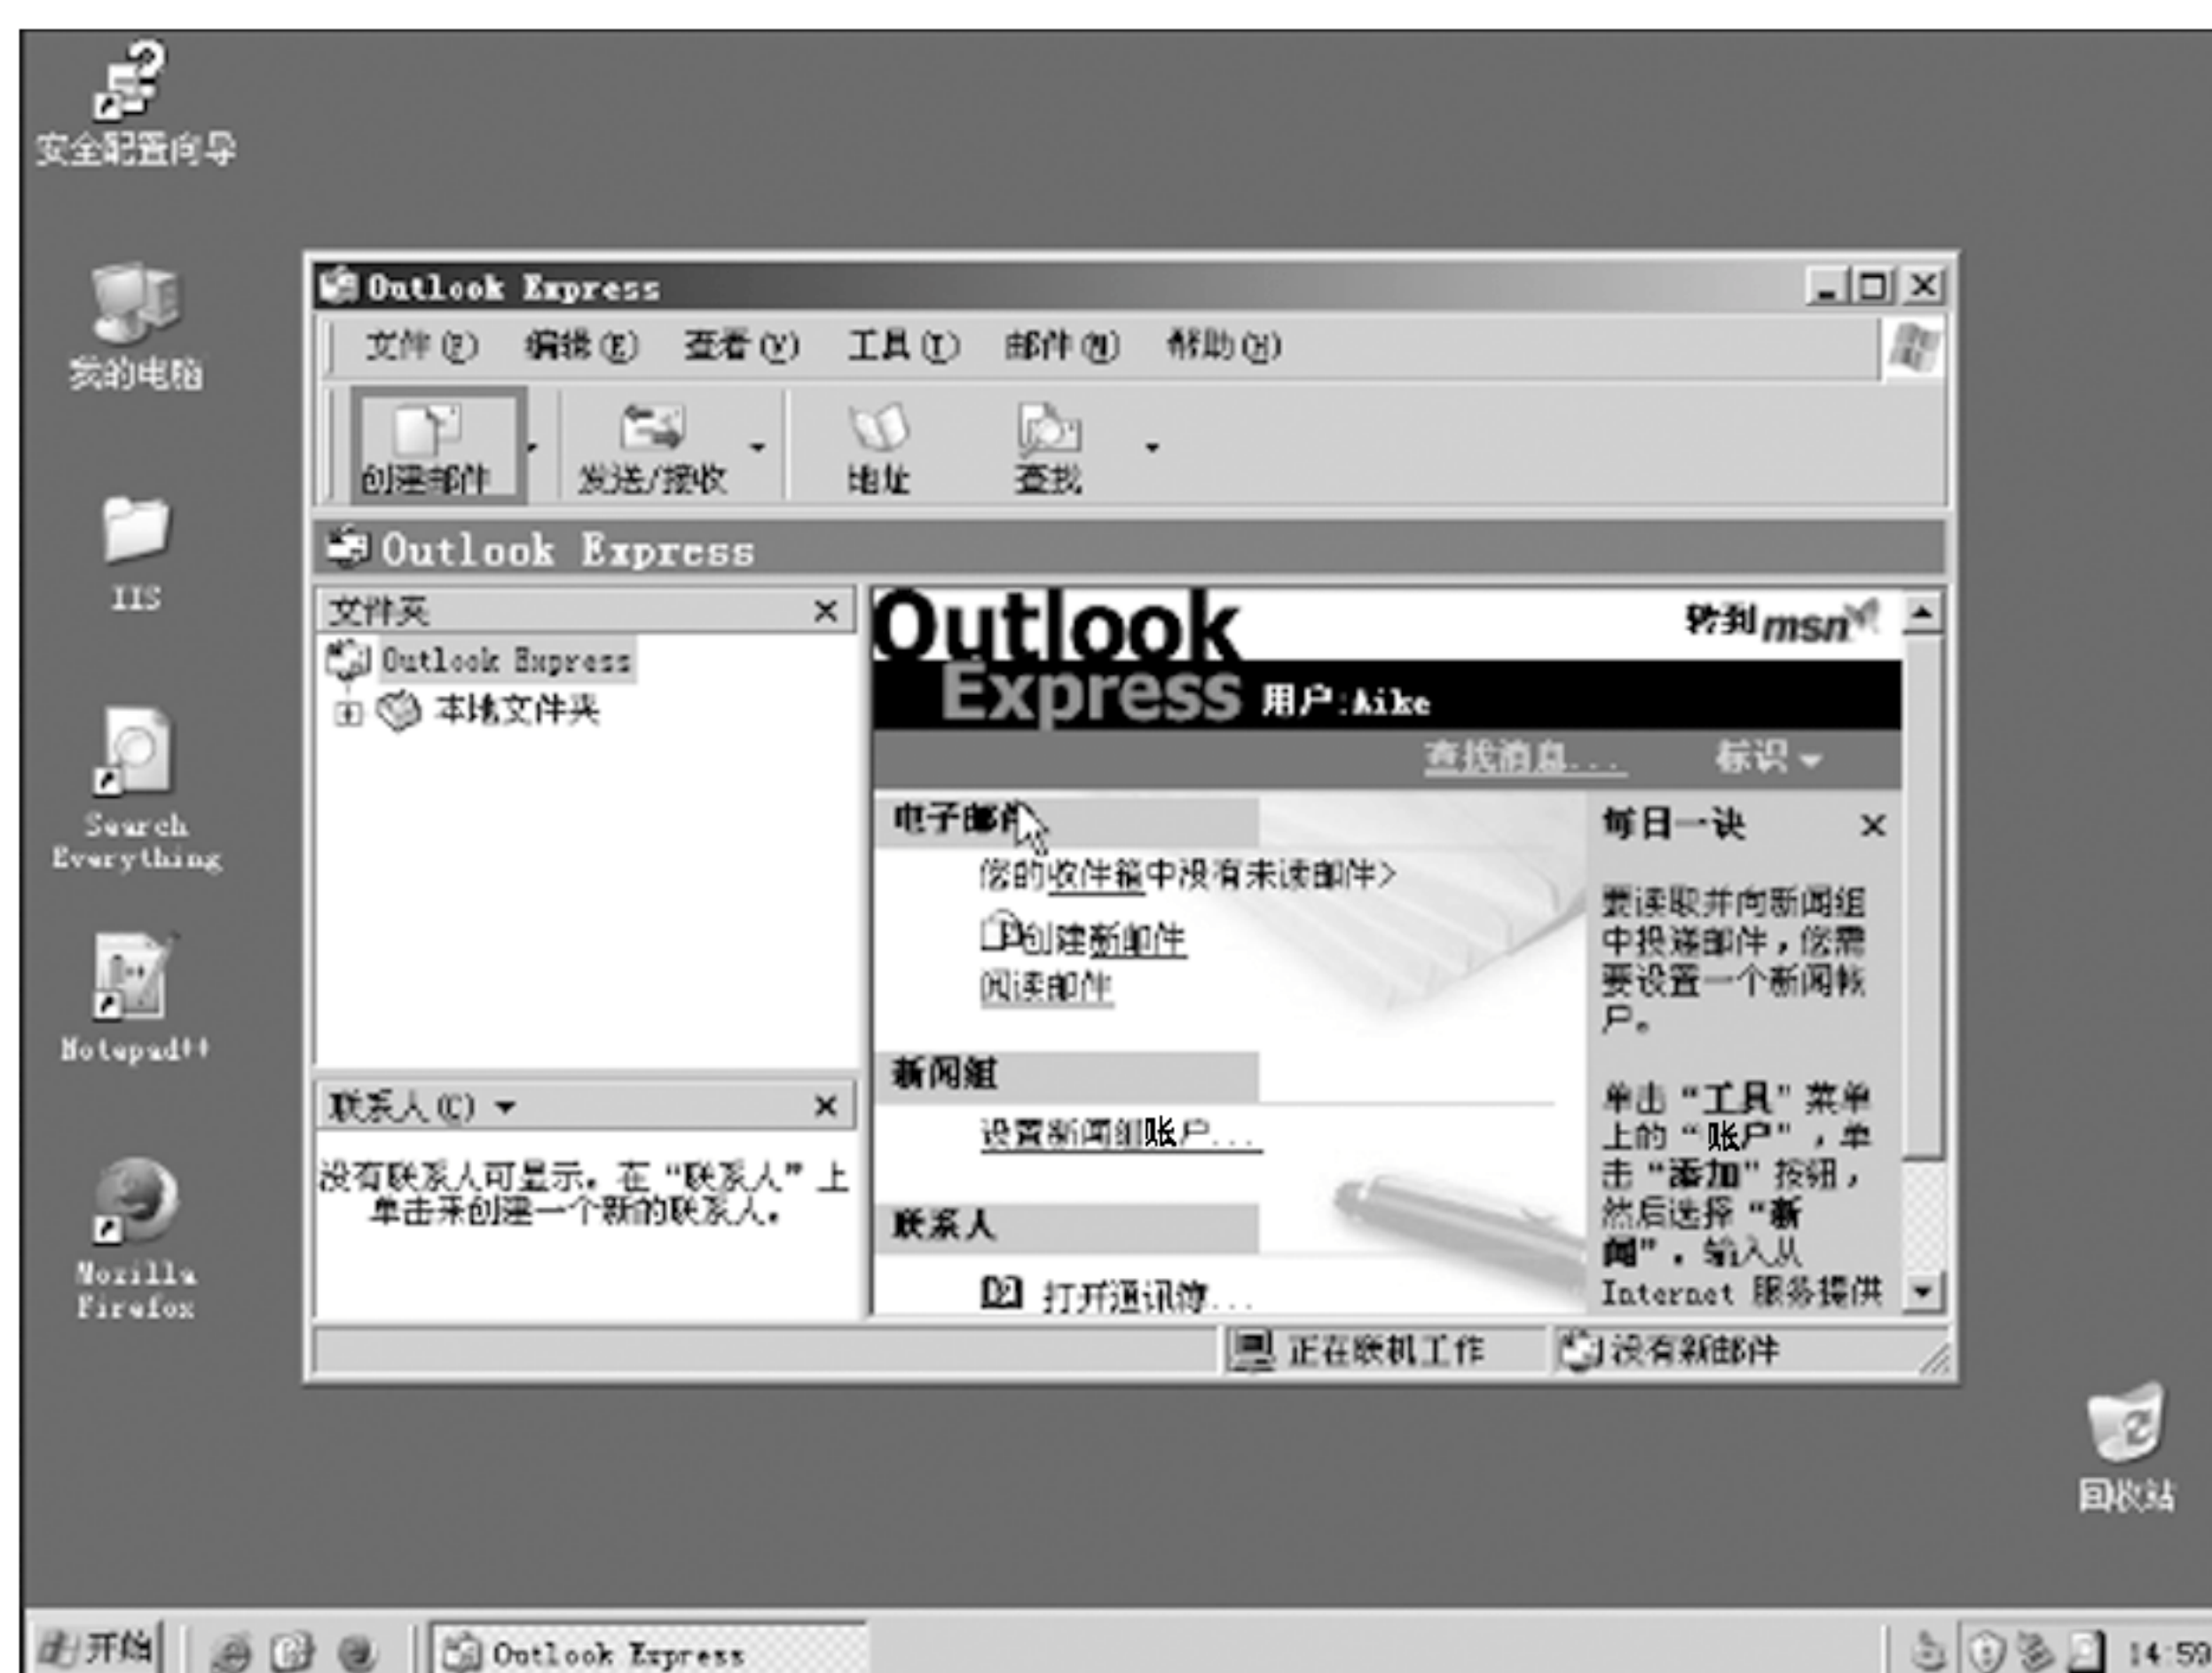 安全配置向导
我的电脑
IIS
Search
Everything
Notepad++
Mozilla
Firefox
Outlook Express
文件(F) 编辑(E) 查看(V) 工具(T) 邮件(M) 帮助(H)
创建邮件 发送/接收 地址 查找
Outlook Express
文件夹
Outlook Express
本地文件夹
联系人(C)
没有联系人可显示。在“联系人”上
单击来创建一个新的联系人。
Outlook
Express 用户:Aike
转到 msn
查找消息... 标识
电子邮件
您的收件箱中没有未读邮件>
创建新邮件
阅读邮件
新闻组
设置新闻组账户...
联系人
打开通讯簿...
每日一诀
要读取并向新闻组
中投递邮件，您需
要设置一个新闻帐
户。
单击“工具”菜单
上的“账户”，单
击“添加”按钮，
然后选择“新
闻”。输入从
Internet 服务提供
正在联机工作 没有新邮件
回收站
开始 Outlook Express 14:59